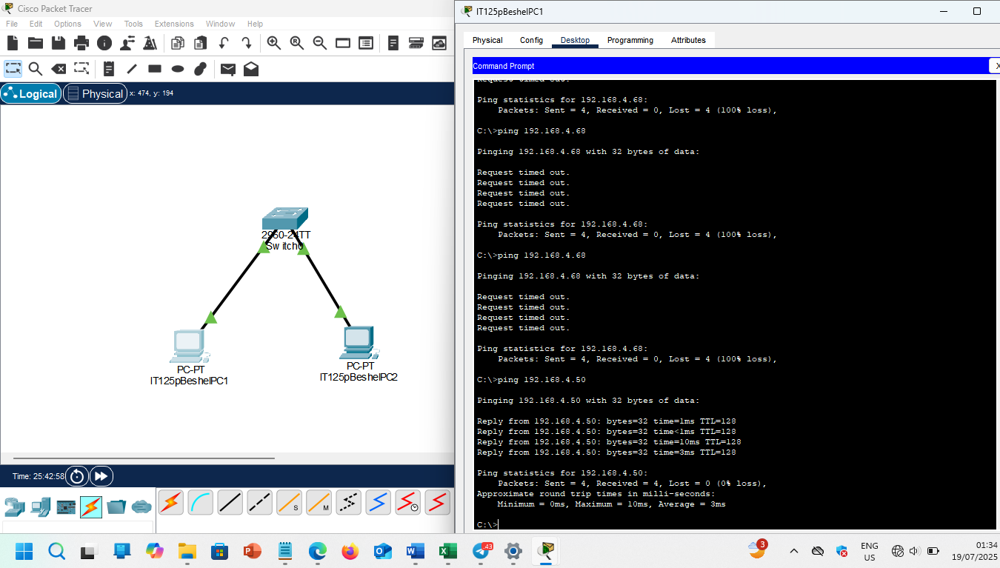 Cisco Packet Tracer
File Edit Options View Tools Extensions Window Help
Logical
Physical
x: 474, y: 194
2960-24TT
Switch0
PC-PT
IT125pBeshelPC1
PC-PT
IT125pBeshelPC2
Time: 25:42:58
S
M
IT125pBeshelPC1
Physical Config Desktop Programming Attributes
Command Prompt
X
Request timed out.
Ping statistics for 192.168.4.68:
Packets: Sent = 4, Received = 0, Lost = 4 (100% loss),
C:\>ping 192.168.4.68
Pinging 192.168.4.68 with 32 bytes of data:
Request timed out.
Request timed out.
Request timed out.
Request timed out.
Ping statistics for 192.168.4.68:
Packets: Sent = 4, Received = 0, Lost = 4 (100% loss),
C:\>ping 192.168.4.68
Pinging 192.168.4.68 with 32 bytes of data:
Request timed out.
Request timed out.
Request timed out.
Request timed out.
Ping statistics for 192.168.4.68:
Packets: Sent = 4, Received = 0, Lost = 4 (100% loss),
C:\>ping 192.168.4.50
Pinging 192.168.4.50 with 32 bytes of data:
Reply from 192.168.4.50: bytes=32 time=1ms TTL=128
Reply from 192.168.4.50: bytes=32 time<1ms TTL=128
Reply from 192.168.4.50: bytes=32 time=10ms TTL=128
Reply from 192.168.4.50: bytes=32 time=3ms TTL=128
Ping statistics for 192.168.4.50:
Packets: Sent = 4, Received = 4, Lost = 0 (0% loss),
Approximate round trip times in milli-seconds:
Minimum = 0ms, Maximum = 10ms, Average = 3ms
C:\>
43
3
ENG
US
01:34
19/07/2025